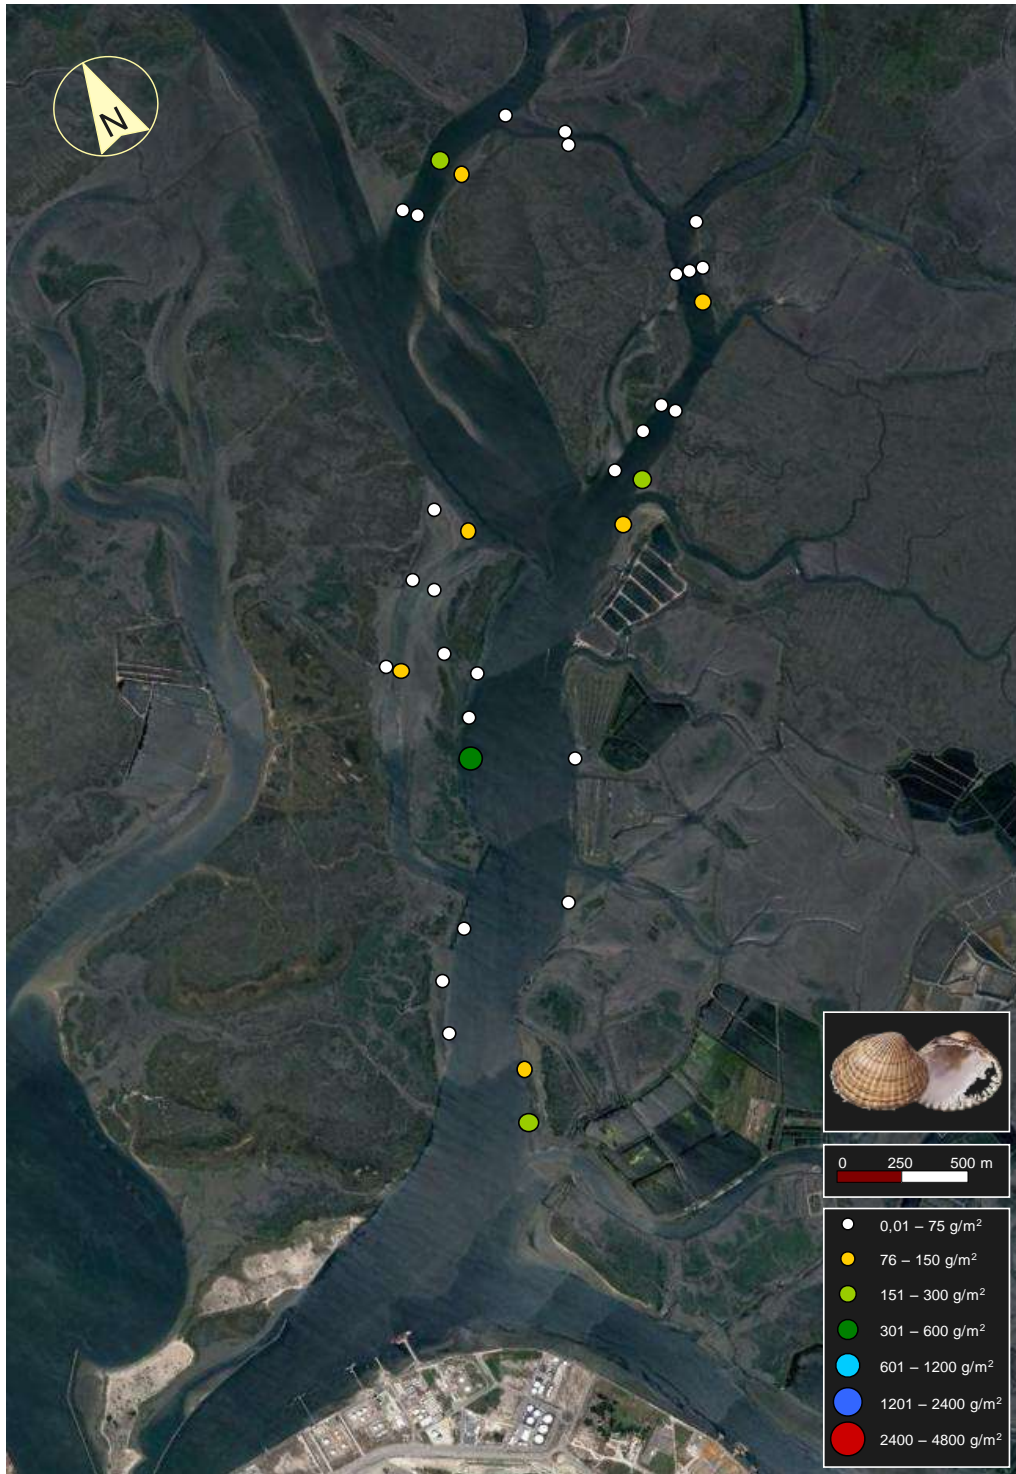 N
0 250 500 m
0,01 – 75 g/m²
76 – 150 g/m²
151 – 300 g/m²
301 – 600 g/m²
601 – 1200 g/m²
1201 – 2400 g/m²
2400 – 4800 g/m²